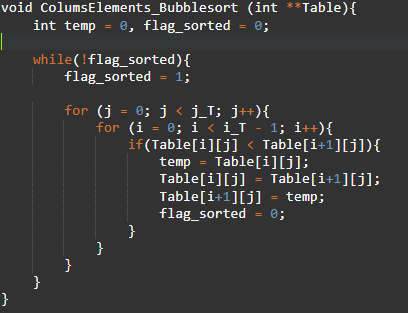 void ColumsElements_Bubblesort (int **Table){
    int temp = 0, flag_sorted = 0;

    while(!flag_sorted){
        flag_sorted = 1;

        for (j = 0; j < j_T; j++){
            for (i = 0; i < i_T - 1; i++){
                if(Table[i][j] < Table[i+1][j]){
                    temp = Table[i][j];
                    Table[i][j] = Table[i+1][j];
                    Table[i+1][j] = temp;
                    flag_sorted = 0;
                }
            }
        }
    }
}